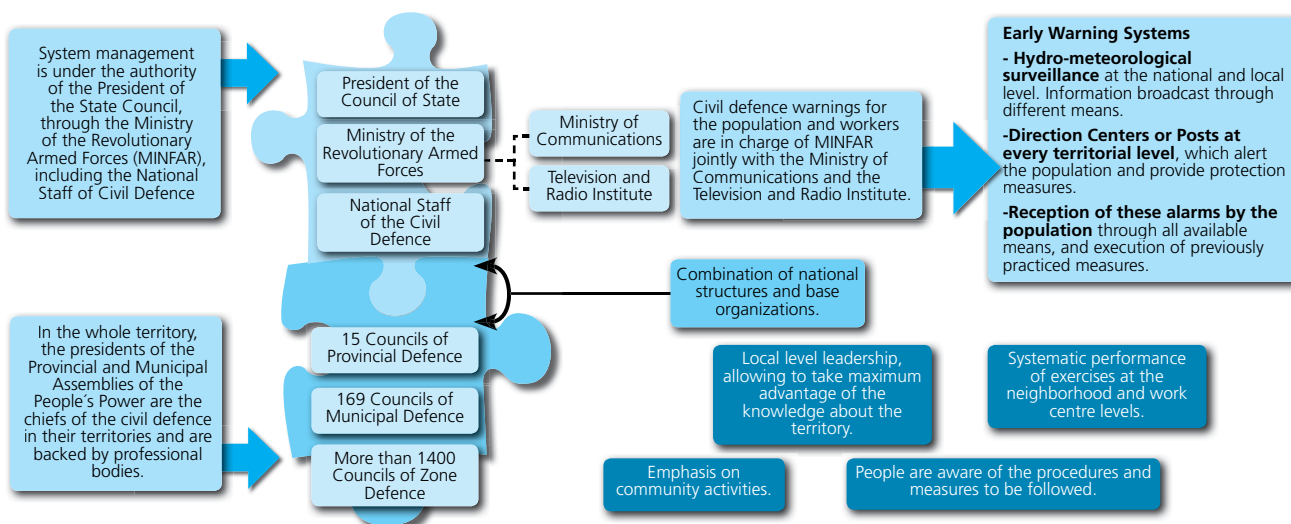 System management
is under the authority
of the President of
the State Council,
through the Ministry
of the Revolutionary
Armed Forces (MINFAR),
including the National
Staff of Civil Defence
President of the
Council of State
Ministry of the
Revolutionary Armed
Forces
National Staff
of the Civil
Defence
Ministry of
Communications
Television and
Radio Institute
Civil defence warnings for
the population and workers
are in charge of MINFAR
jointly with the Ministry of
Communications and the
Television and Radio Institute.
Early Warning Systems
- Hydro-meteorological
surveillance at the national and local
level. Information broadcast through
different means.
-Direction Centers or Posts at
every territorial level, which alert
the population and provide protection
measures.
-Reception of these alarms by the
population through all available
means, and execution of previously
practiced measures.
Combination of national
structures and base
organizations.
In the whole territory,
the presidents of the
Provincial and Municipal
Assemblies of the
People´s Power are the
chiefs of the civil defence
in their territories and are
backed by professional
bodies.
15 Councils of
Provincial Defence
169 Councils of
Municipal Defence
More than 1400
Councils of Zone
Defence
Local level leadership,
allowing to take maximum
advantage of the
knowledge about the
territory.
Systematic performance
of exercises at the
neighborhood and work
centre levels.
Emphasis on
community activities.
People are aware of the procedures and
measures to be followed.